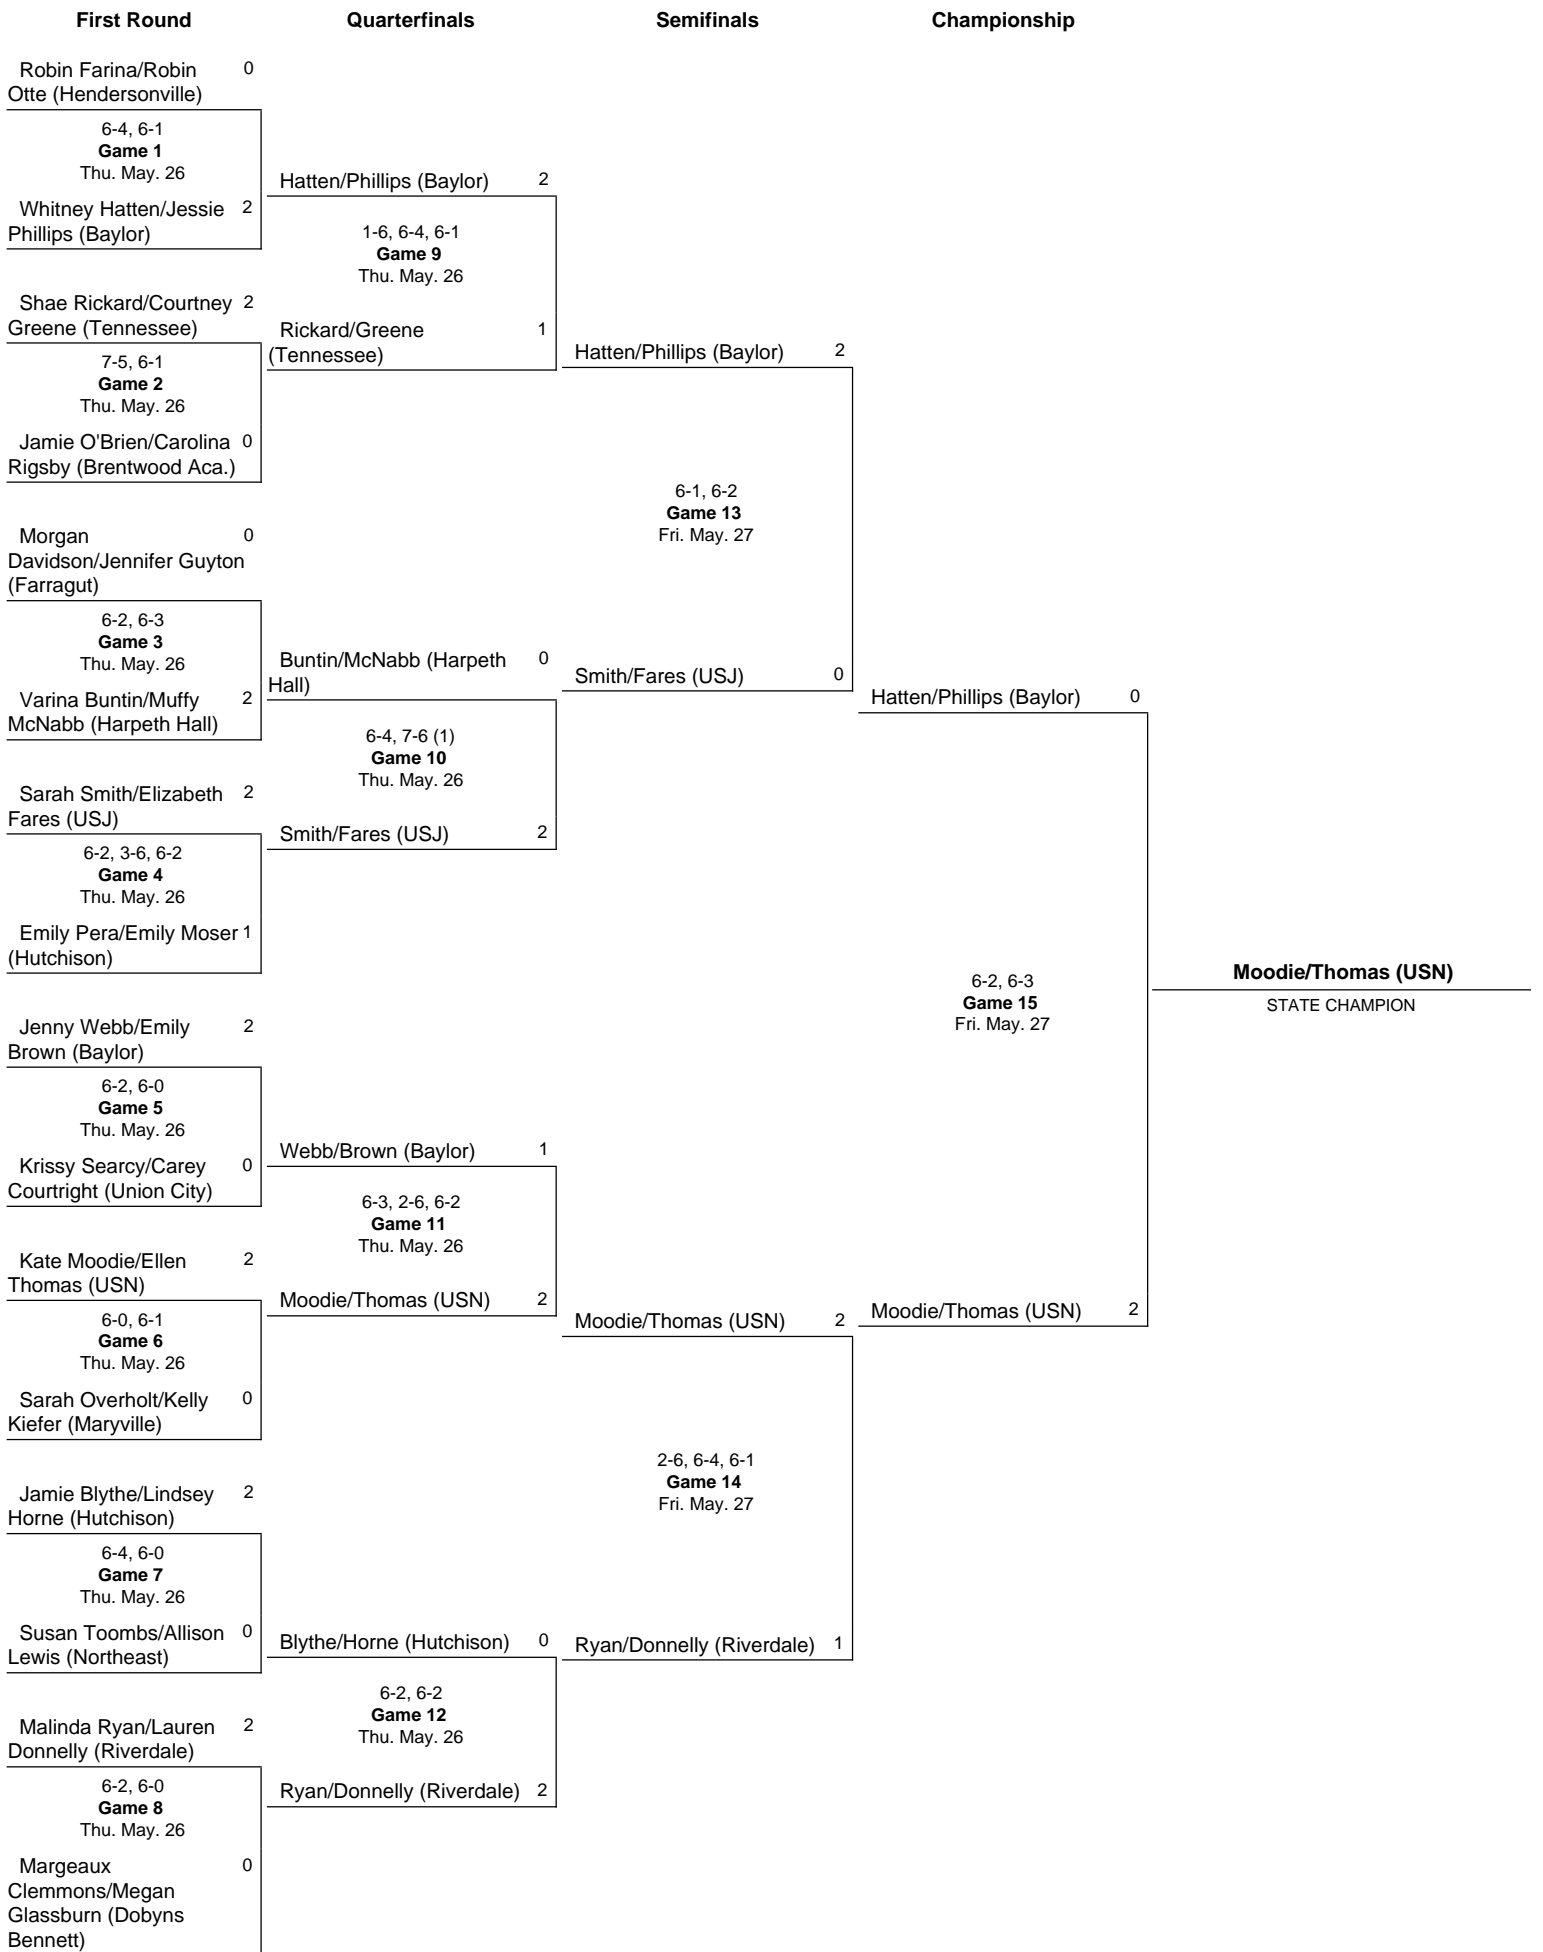 First Round
Quarterfinals
Semifinals
Championship
Robin Farina/Robin 0
Otte (Hendersonville)
6-4, 6-1
Game 1
Thu. May. 26
Whitney Hatten/Jessie 2
Phillips (Baylor)
Shae Rickard/Courtney 2
Greene (Tennessee)
7-5, 6-1
Game 2
Thu. May. 26
Jamie O'Brien/Carolina 0
Rigsby (Brentwood Aca.)
Morgan 0
Davidson/Jennifer Guyton
(Farragut)
6-2, 6-3
Game 3
Thu. May. 26
Varina Buntin/Muffy 2
McNabb (Harpeth Hall)
Sarah Smith/Elizabeth 2
Fares (USJ)
6-2, 3-6, 6-2
Game 4
Thu. May. 26
Emily Pera/Emily Moser 1
(Hutchison)
Jenny Webb/Emily 2
Brown (Baylor)
6-2, 6-0
Game 5
Thu. May. 26
Krissy Searcy/Carey 0
Courtright (Union City)
Kate Moodie/Ellen 2
Thomas (USN)
6-0, 6-1
Game 6
Thu. May. 26
Sarah Overholt/Kelly 0
Kiefer (Maryville)
Jamie Blythe/Lindsey 2
Horne (Hutchison)
6-4, 6-0
Game 7
Thu. May. 26
Susan Toombs/Allison 0
Lewis (Northeast)
Malinda Ryan/Lauren 2
Donnelly (Riverdale)
6-2, 6-0
Game 8
Thu. May. 26
Margeaux 0
Clemmons/Megan
Glassburn (Dobyns
Bennett)
Hatten/Phillips (Baylor) 2
1-6, 6-4, 6-1
Game 9
Thu. May. 26
Rickard/Greene 1
(Tennessee)
Buntin/McNabb (Harpeth 0
Hall)
6-4, 7-6 (1)
Game 10
Thu. May. 26
Smith/Fares (USJ) 2
Webb/Brown (Baylor) 1
6-3, 2-6, 6-2
Game 11
Thu. May. 26
Moodie/Thomas (USN) 2
Blythe/Horne (Hutchison) 0
6-2, 6-2
Game 12
Thu. May. 26
Ryan/Donnelly (Riverdale) 2
Hatten/Phillips (Baylor) 2
6-1, 6-2
Game 13
Fri. May. 27
Smith/Fares (USJ) 0
Moodie/Thomas (USN) 2
2-6, 6-4, 6-1
Game 14
Fri. May. 27
Ryan/Donnelly (Riverdale) 1
Hatten/Phillips (Baylor) 0
6-2, 6-3
Game 15
Fri. May. 27
Moodie/Thomas (USN) 2
Moodie/Thomas (USN)
STATE CHAMPION